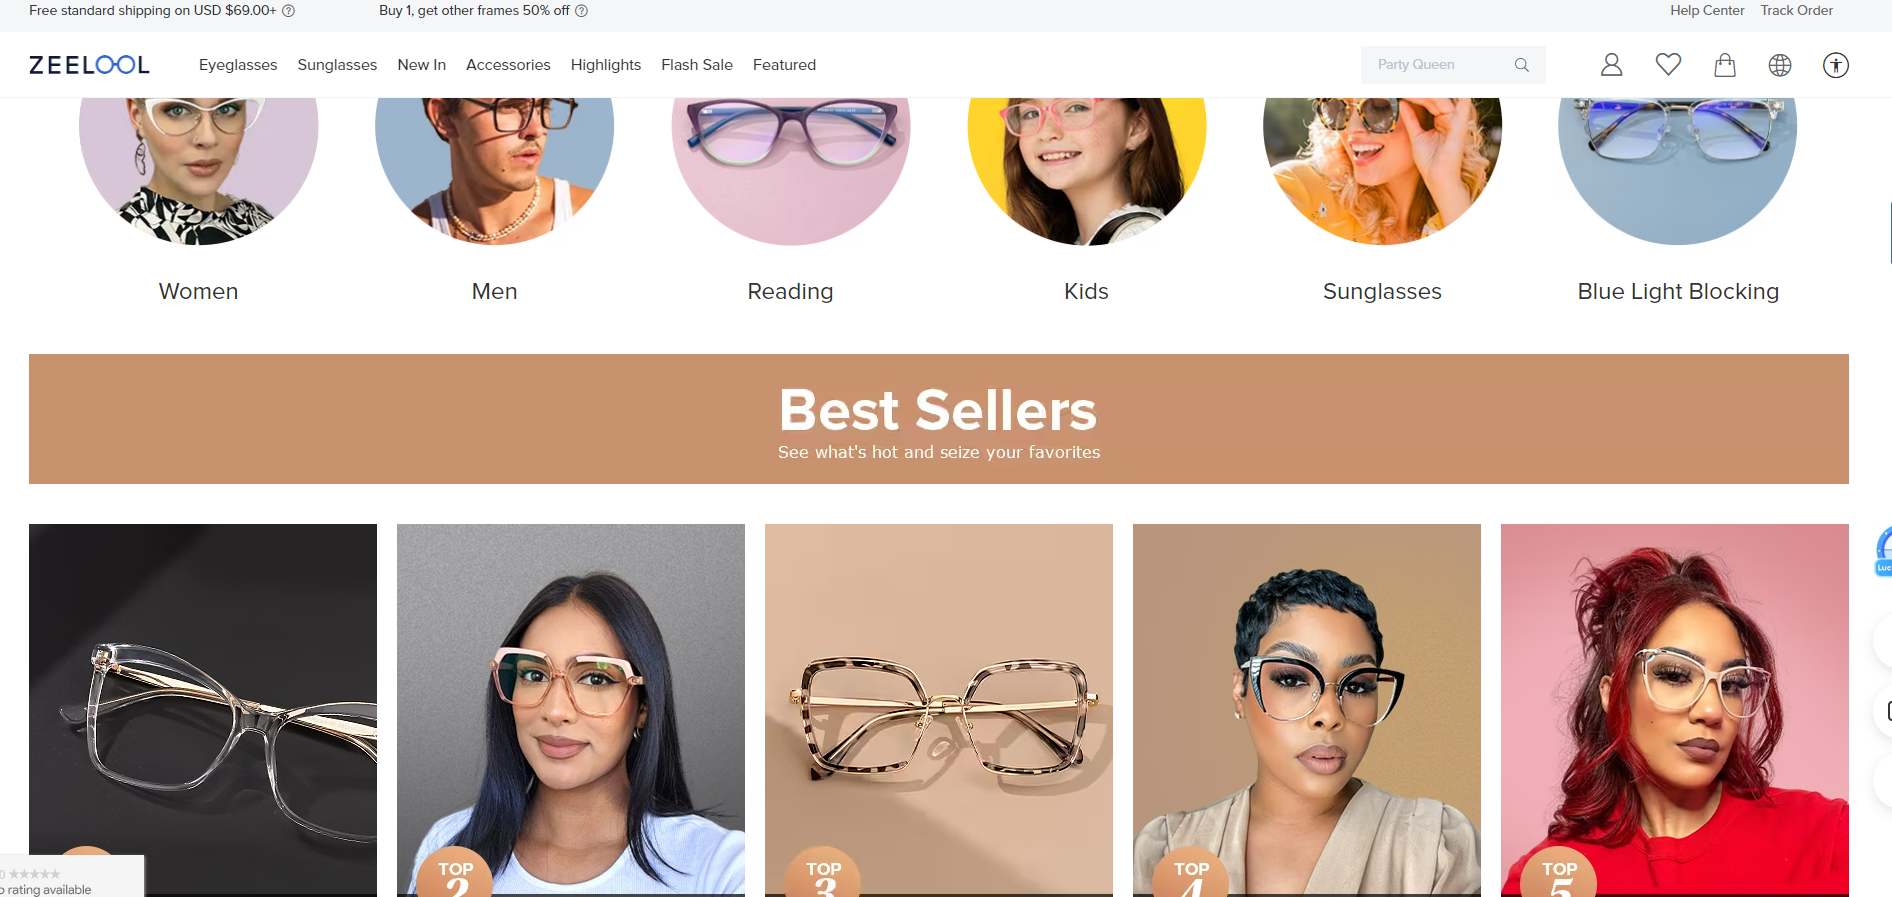 Free standard shipping on USD $69.00+
Buy 1, get other frames 50% off
Help Center
Track Order
ZEELOOL
Eyeglasses
Sunglasses
New In
Accessories
Highlights
Flash Sale
Featured
Party Queen
Women
Men
Reading
Kids
Sunglasses
Blue Light Blocking
Best Sellers
See what's hot and seize your favorites
TOP
2
TOP
3
TOP
4
TOP
5
rating available